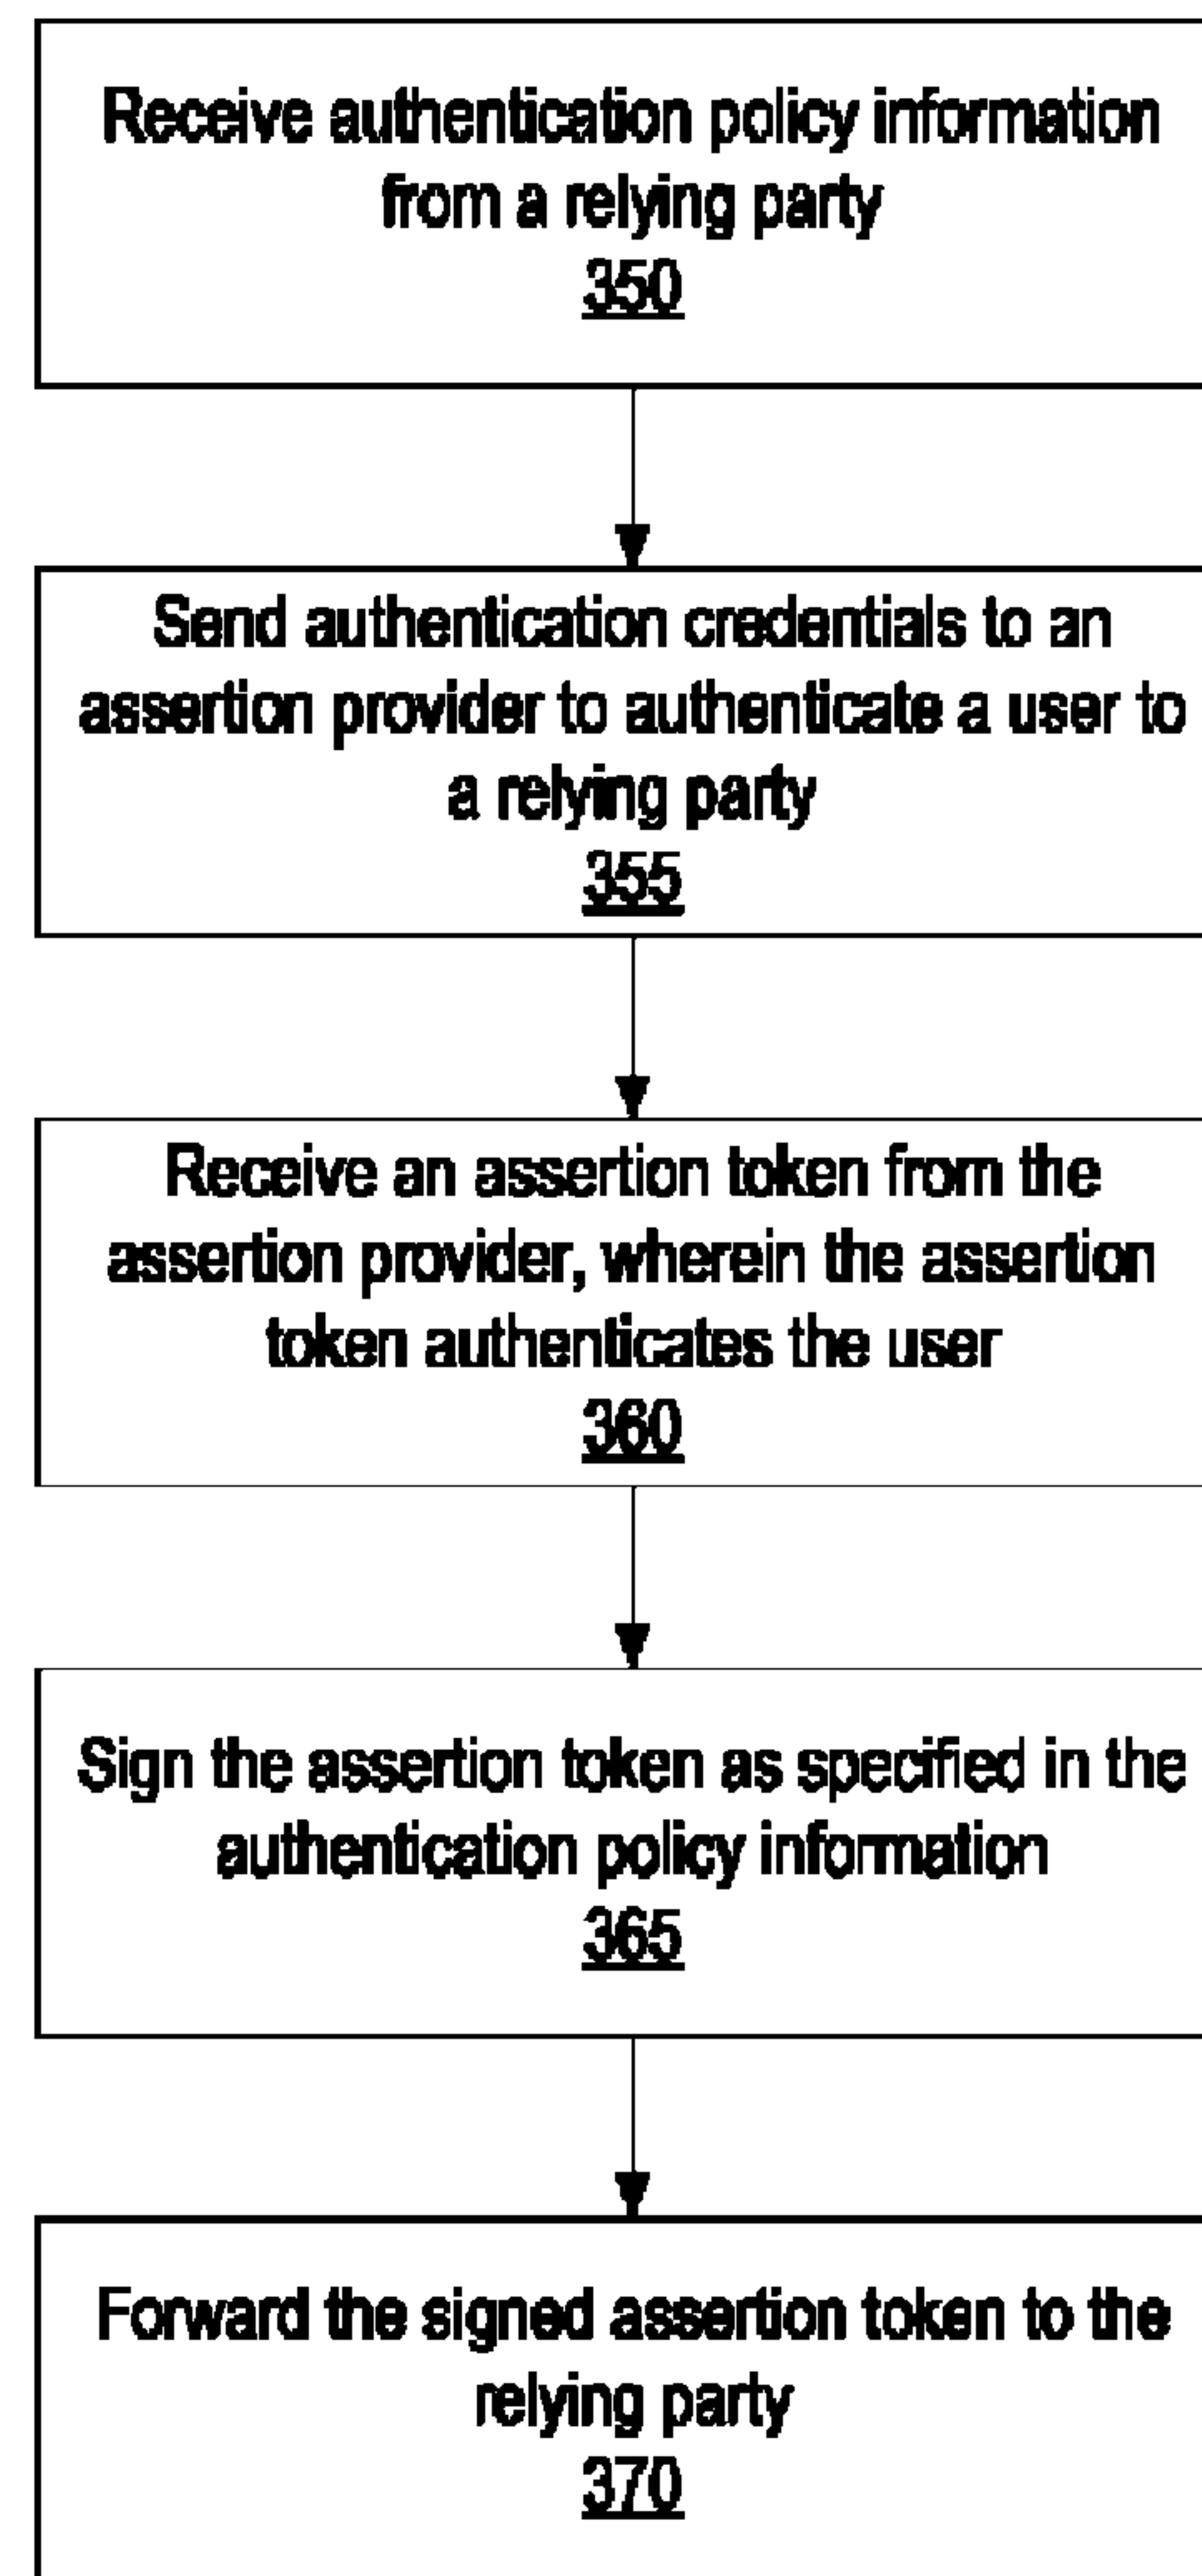 Receive authentication policy information
from a relying party
350
Send authentication credentials to an
assertion provider to authenticate a user to
a relying party
355
Receive an assertion token from the
assertion provider, wherein the assertion
token authenticates the user
360
Sign the assertion token as specified in the
authentication policy information
365
Forward the signed assertion token to the
relying party
370